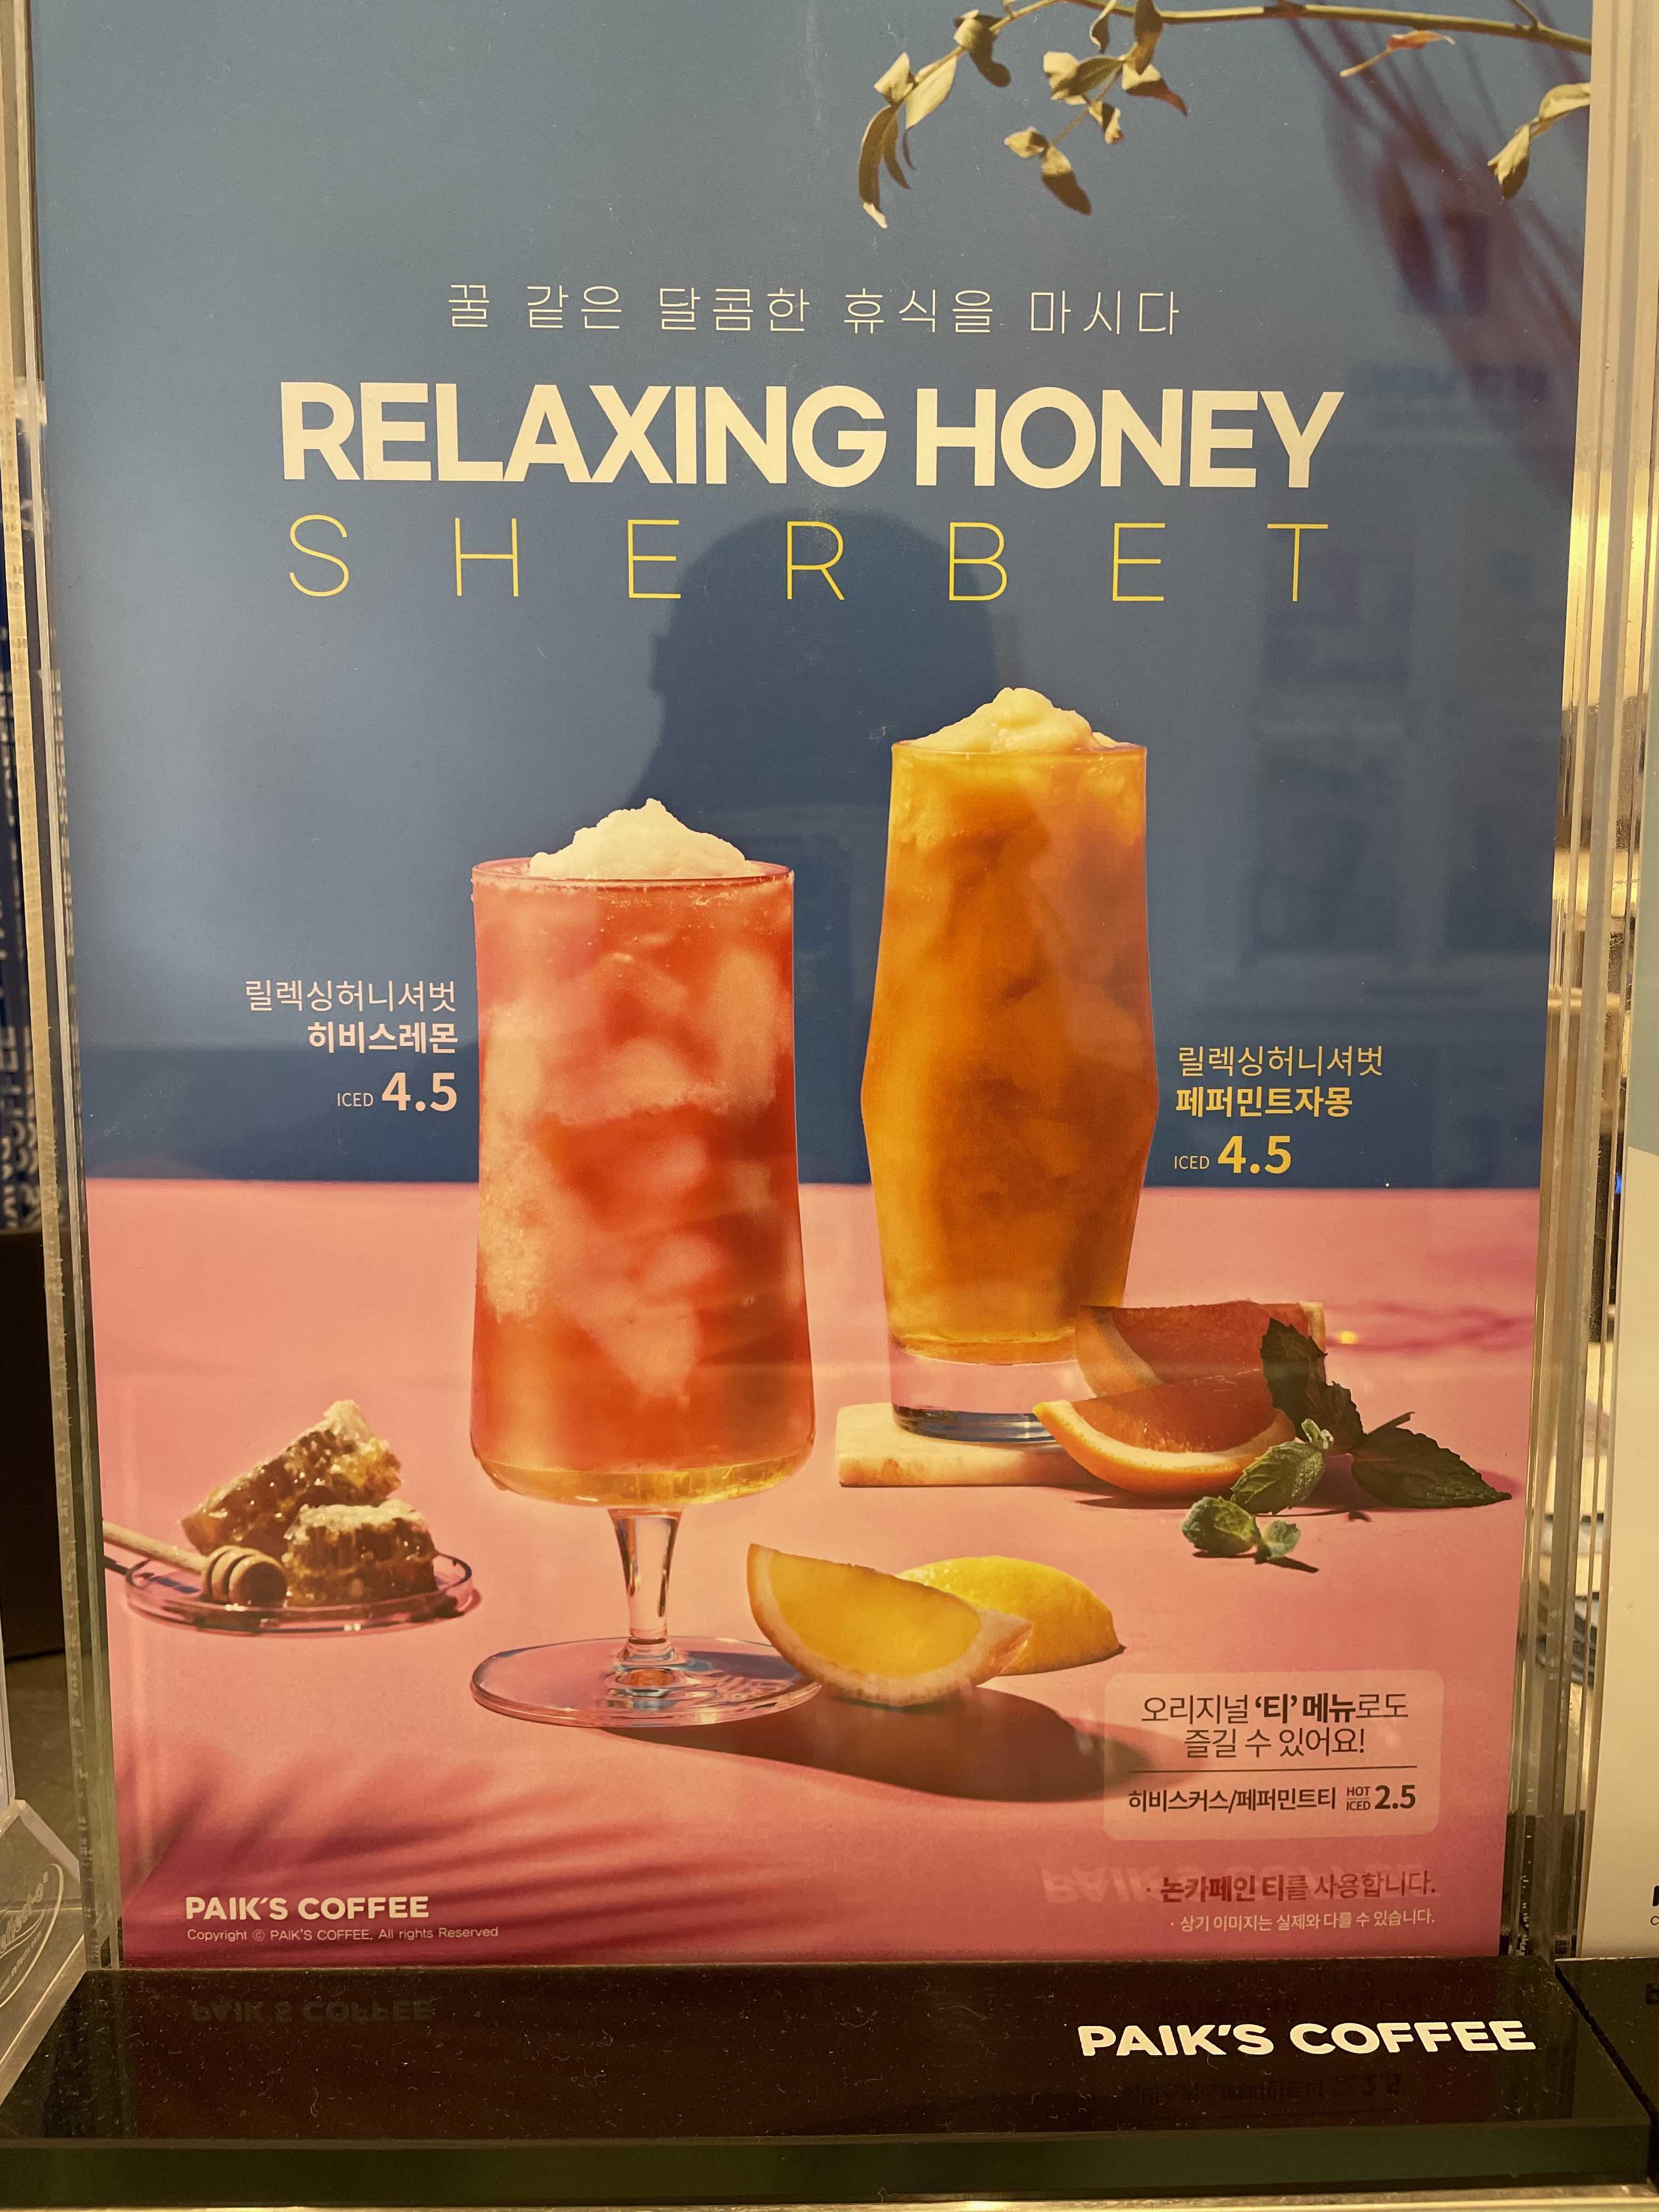 꿀 같은 달콤한 휴식을 마시다
RELAXING HONEY
SHERBET
릴렉싱허니셔벗
히비스레몬
ICED 4.5
릴렉싱허니셔벗
페퍼민트자몽
ICED 4.5
오리지널 ‘티’ 메뉴로도
즐길 수 있어요!
히비스커스/페퍼민트티 HOT ICED 2.5
· 논카페인 티를 사용합니다.
· 상기 이미지는 실제와 다를 수 있습니다.
PAIK'S COFFEE
Copyright ⓒ PAIK'S COFFEE, All rights Reserved
PAIK'S COFFEE